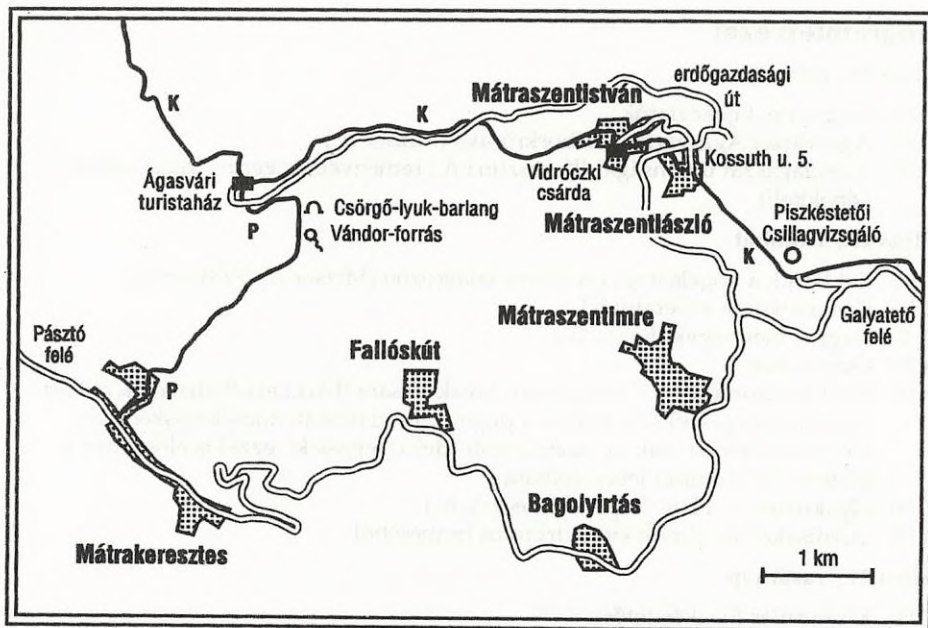 K
K
Mátraszentistván
erdőgazdasági
út
Ágasvári
turistaház
P
Csörgő-lyuk-barlang
Vándor-forrás
Vidróczki
csárda
Kossuth u. 5.
Mátraszentlászló
Piszkéstetői
Csillagvizsgáló
K
Pásztó
felé
P
Fallóskút
Mátraszentimre
Galyatető
felé
Mátrakeresztes
Bagolyirtás
1 km